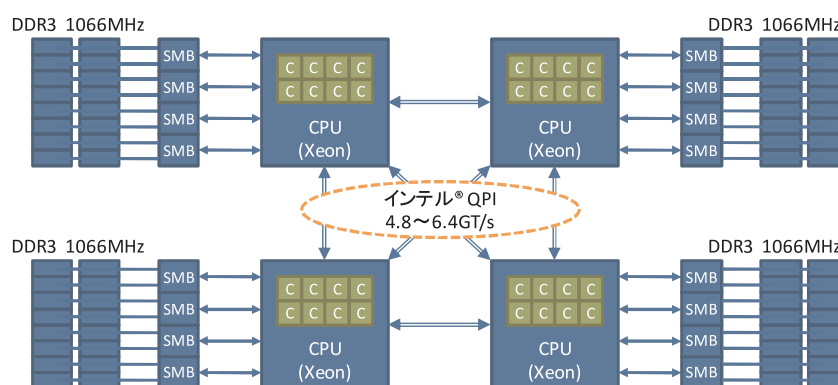 DDR3 1066MHz
DDR3 1066MHz
SMB
SMB
SMB
SMB
C C C C
C C C C
CPU
(Xeon)
C C C C
C C C C
CPU
(Xeon)
SMB
SMB
SMB
SMB
インテル® QPI
4.8〜6.4GT/s
DDR3 1066MHz
DDR3 1066MHz
SMB
SMB
SMB
SMB
C C C C
C C C C
CPU
(Xeon)
C C C C
C C C C
CPU
(Xeon)
SMB
SMB
SMB
SMB